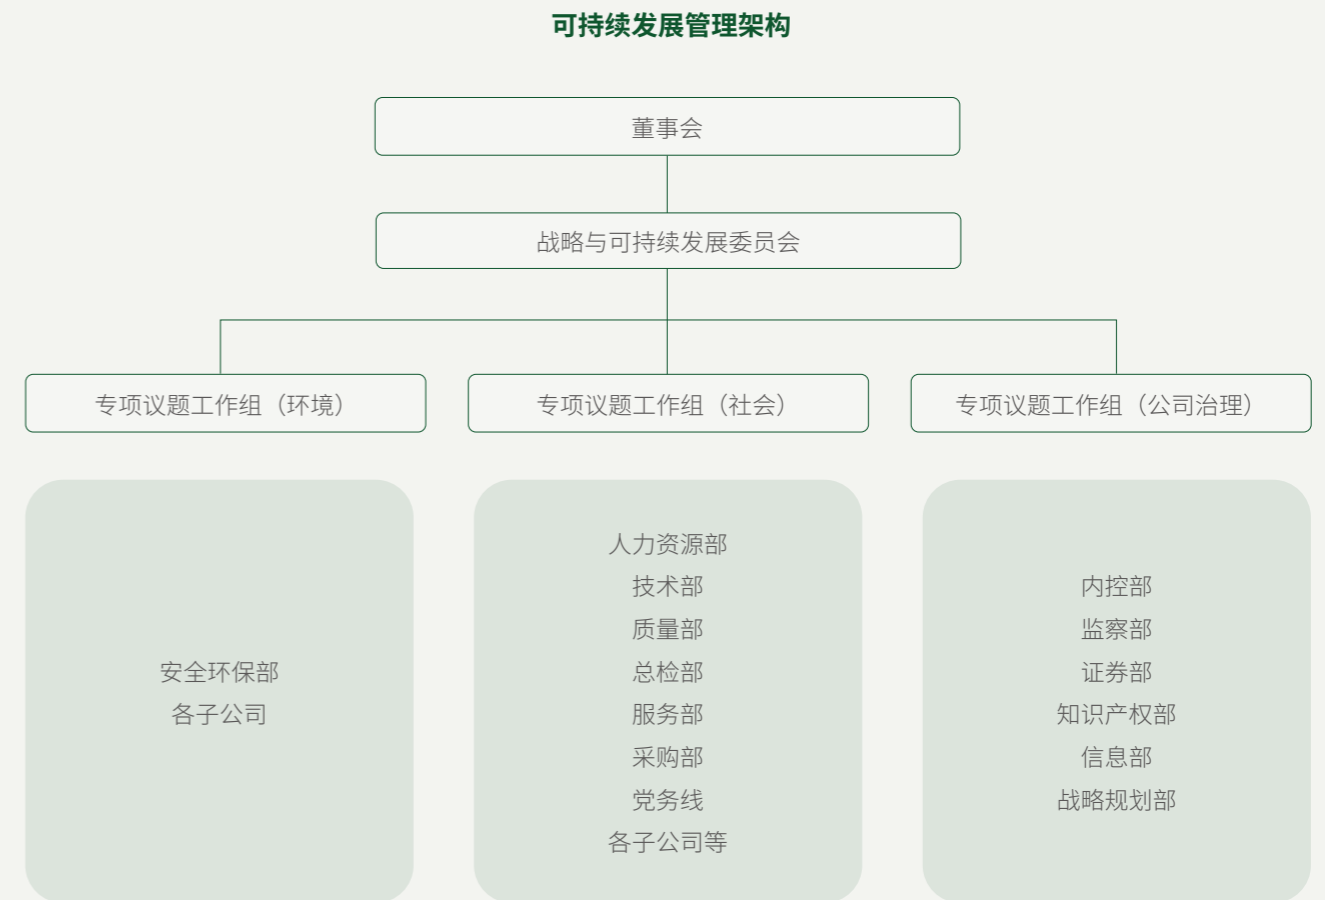 可持续发展管理架构
董事会
战略与可持续发展委员会
专项议题工作组（环境）
专项议题工作组（社会）
专项议题工作组（公司治理）
安全环保部
各子公司
人力资源部
技术部
质量部
总检部
服务部
采购部
党务线
各子公司等
内控部
监察部
证券部
知识产权部
信息部
战略规划部